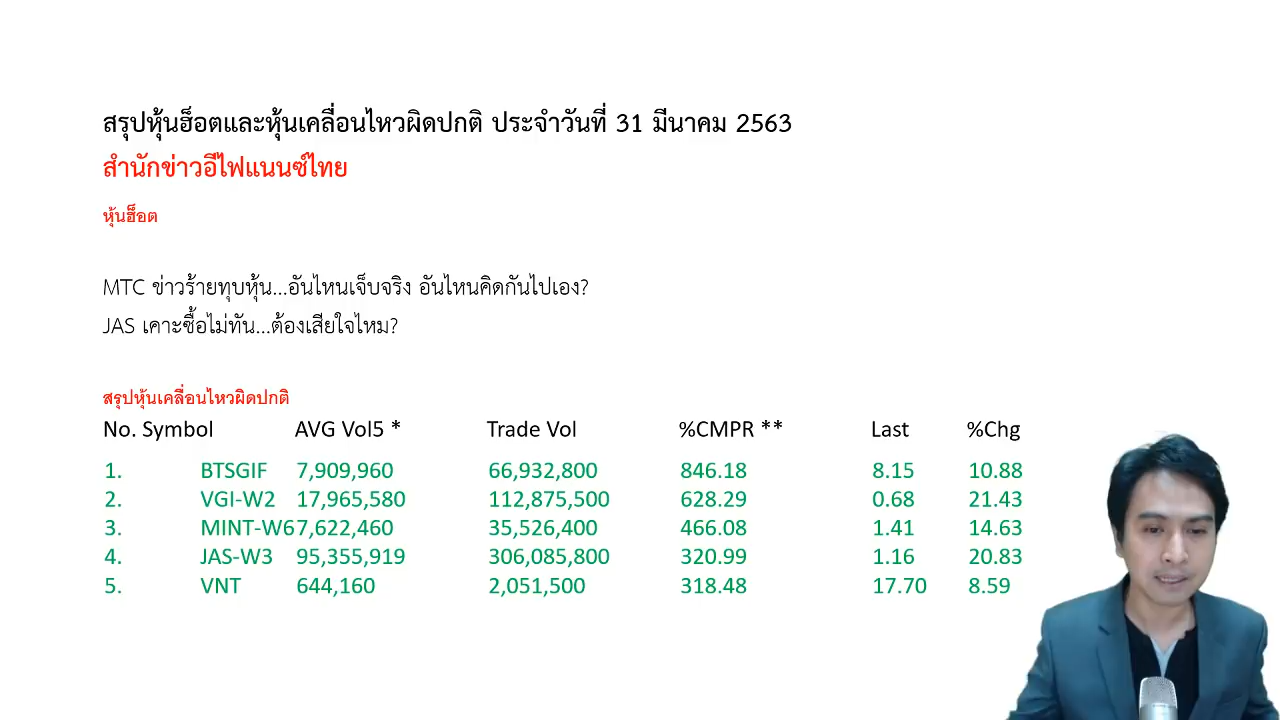 สรุปหุ้นฮ็อตและหุ้นเคลื่อนไหวผิดปกติ ประจำวันที่ 31 มีนาคม 2563
สำนักข่าวอีไฟแนนซ์ไทย
หุ้นฮ็อต
MTC ข่าวร้ายทุบหุ้น...อันไหนเจ็บจริง อันไหนคิดกันไปเอง?
JAS เคาะซื้อไม่ทัน...ต้องเสียใจไหม?
สรุปหุ้นเคลื่อนไหวผิดปกติ
No. Symbol AVG Vol5 * Trade Vol %CMPR ** Last %Chg
1. BTSGIF 7,909,960 66,932,800 846.18 8.15 10.88
2. VGI-W2 17,965,580 112,875,500 628.29 0.68 21.43
3. MINT-W6 7,622,460 35,526,400 466.08 1.41 14.63
4. JAS-W3 95,355,919 306,085,800 320.99 1.16 20.83
5. VNT 644,160 2,051,500 318.48 17.70 8.59